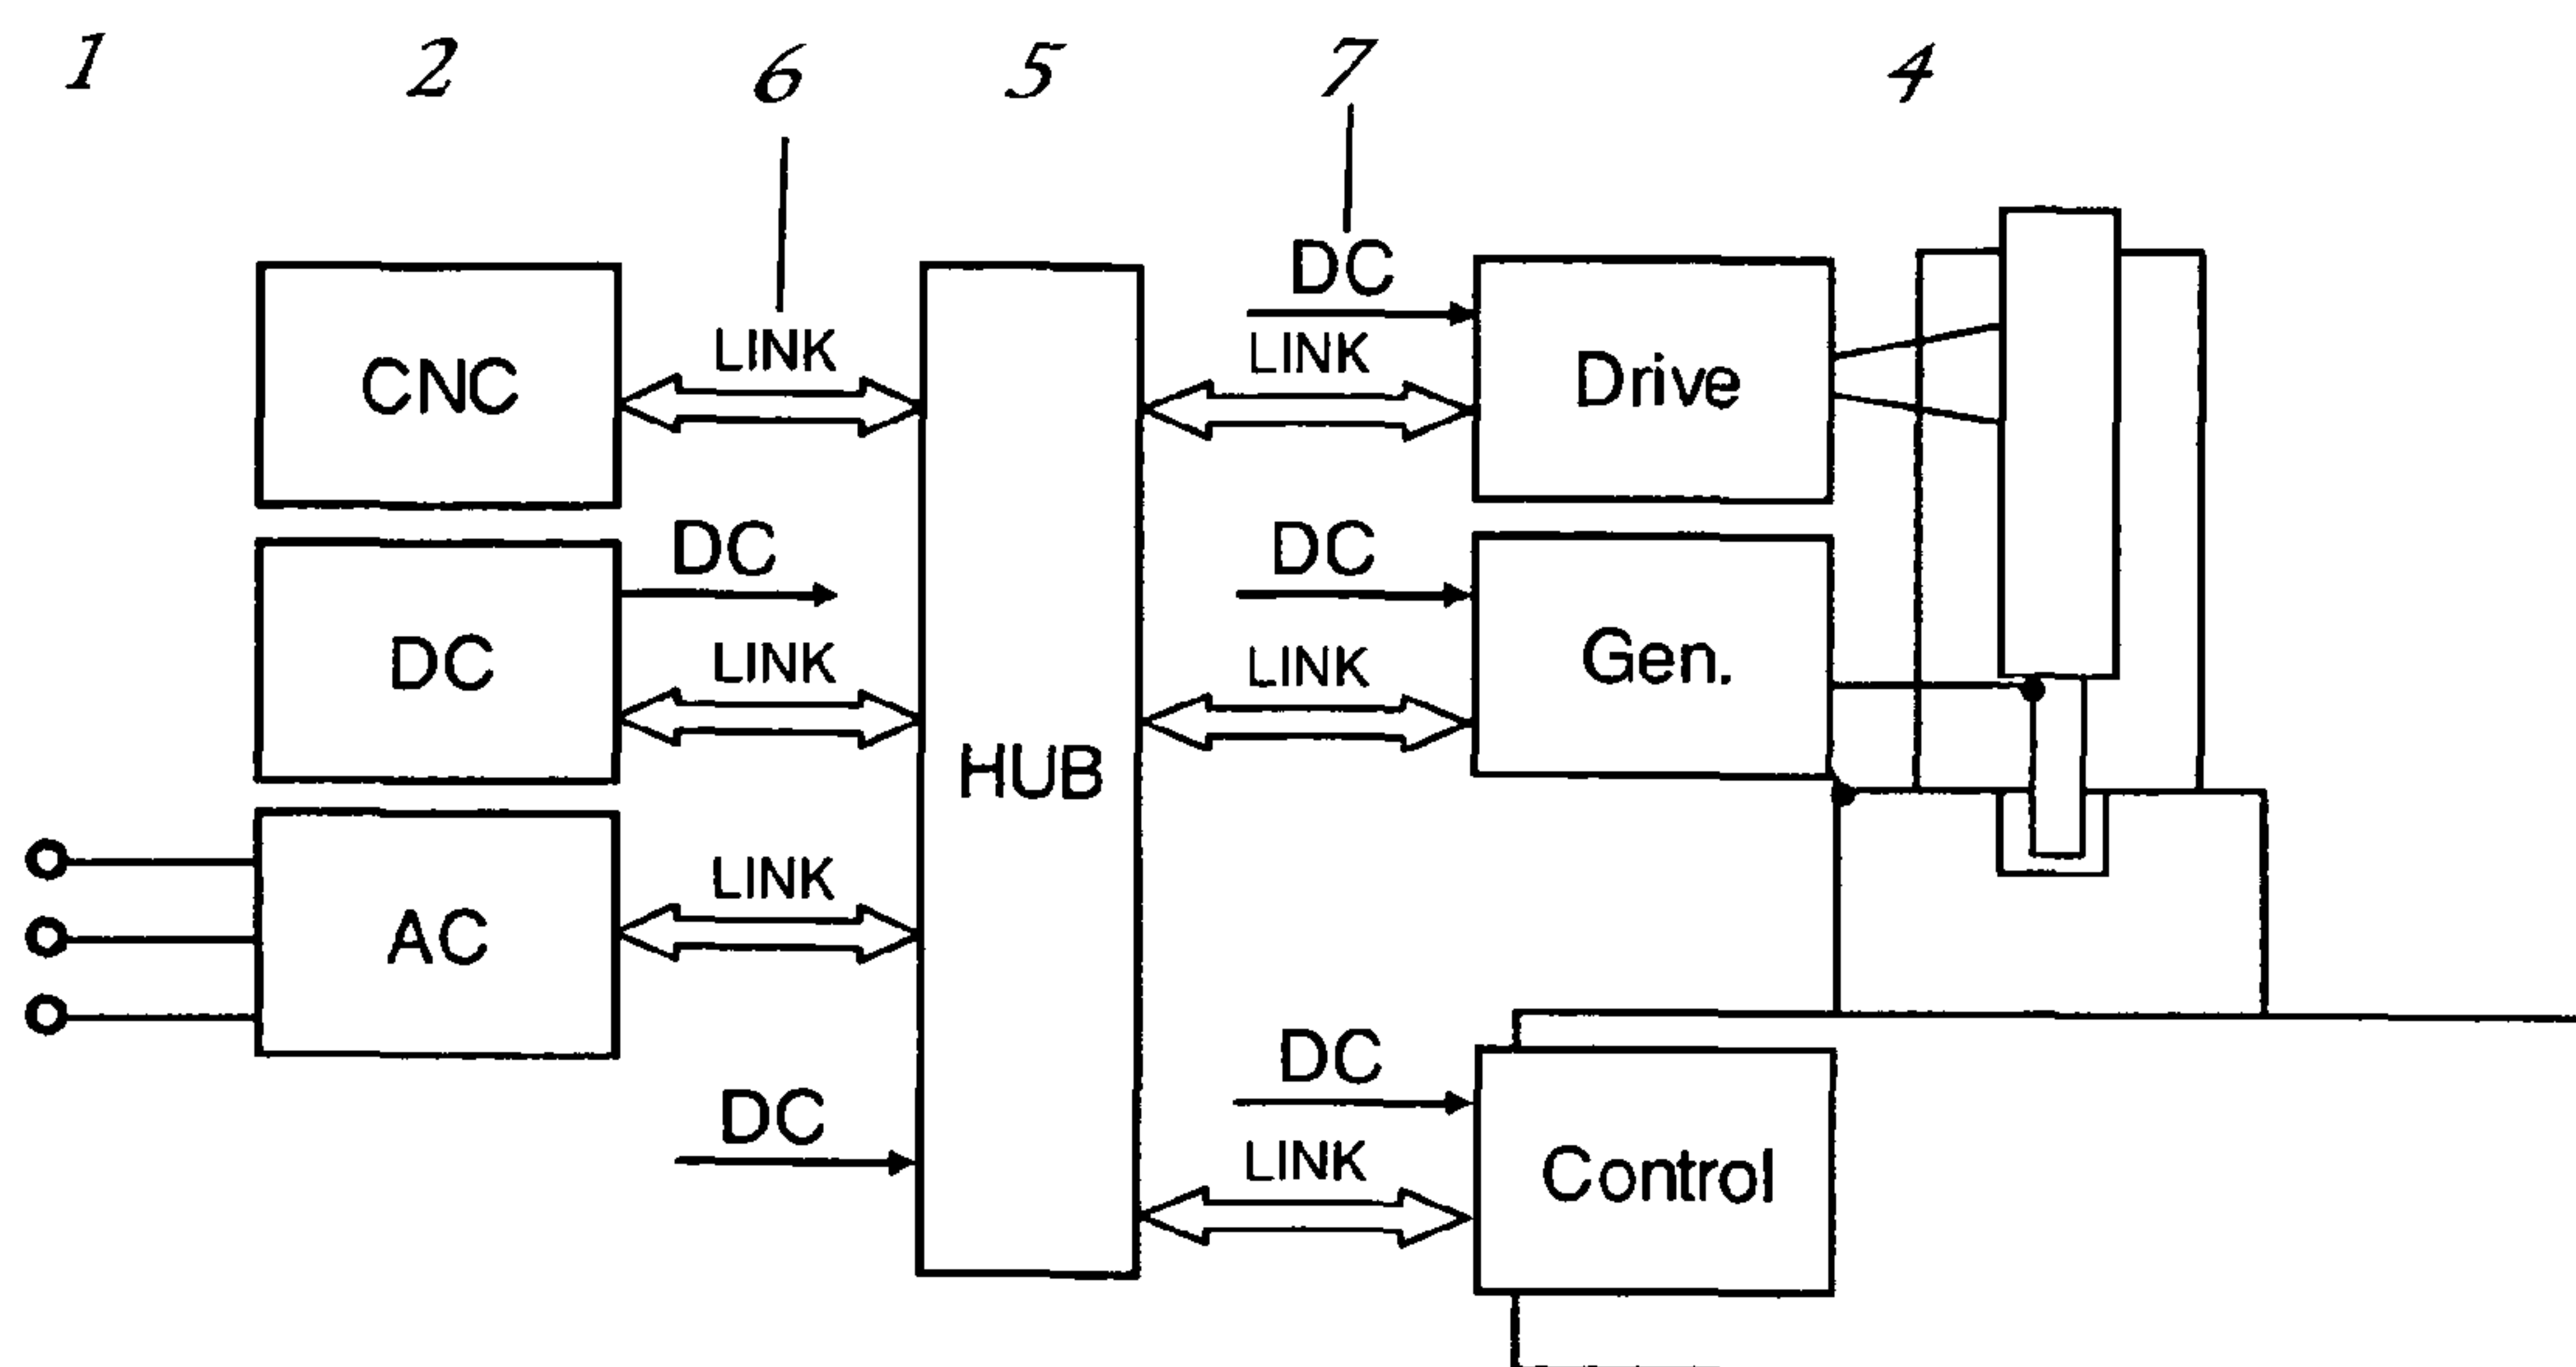 1 2 6 5 7 4
DC
CNC LINK LINK Drive
DC DC
DC LINK LINK Gen.
HUB
AC LINK
DC DC
LINK Control